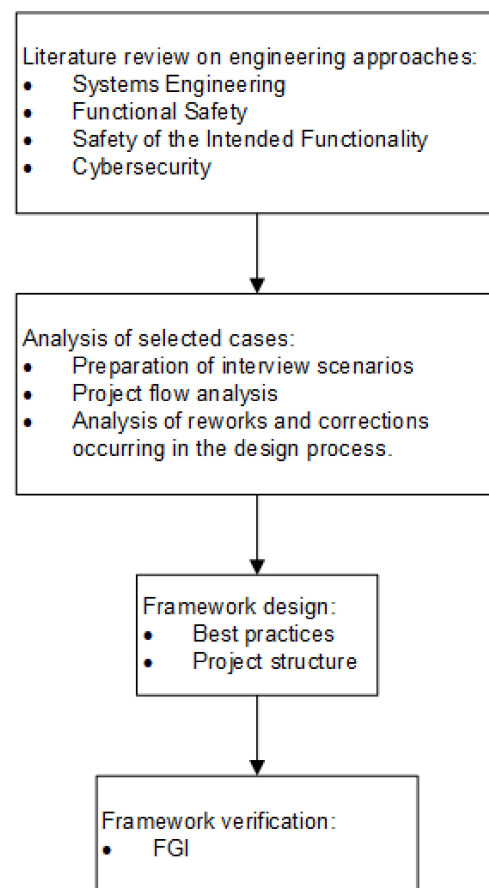 Literature review on engineering approaches:
• Systems Engineering
• Functional Safety
• Safety of the Intended Functionality
• Cybersecurity
Analysis of selected cases:
• Preparation of interview scenarios
• Project flow analysis
• Analysis of reworks and corrections
occurring in the design process.
Framework design:
• Best practices
• Project structure
Framework verification:
• FGI